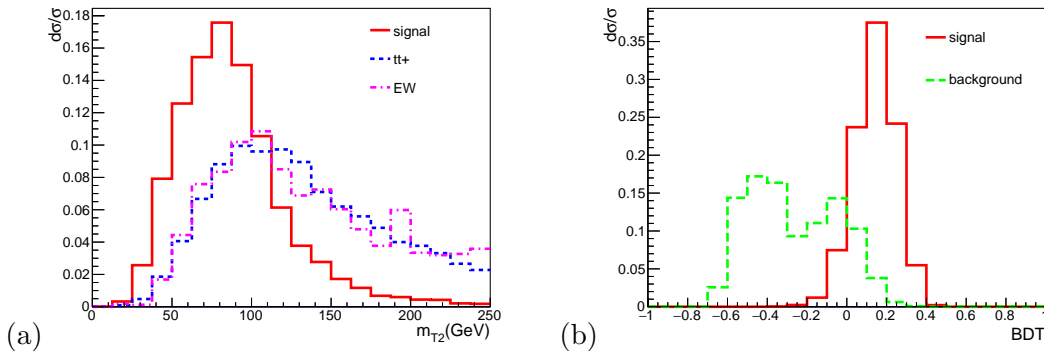 dσ/σ
0.18
0.16
0.14
0.12
0.1
0.08
0.06
0.04
0.02
0
signal
tt+
EW
0 50 100 150 200 250
m_T2(GeV)
(a)
dσ/σ
0.35
0.3
0.25
0.2
0.15
0.1
0.05
0
signal
background
−1 −0.8 −0.6 −0.4 −0.2 0 0.2 0.4 0.6 0.8 1
BDT
(b)